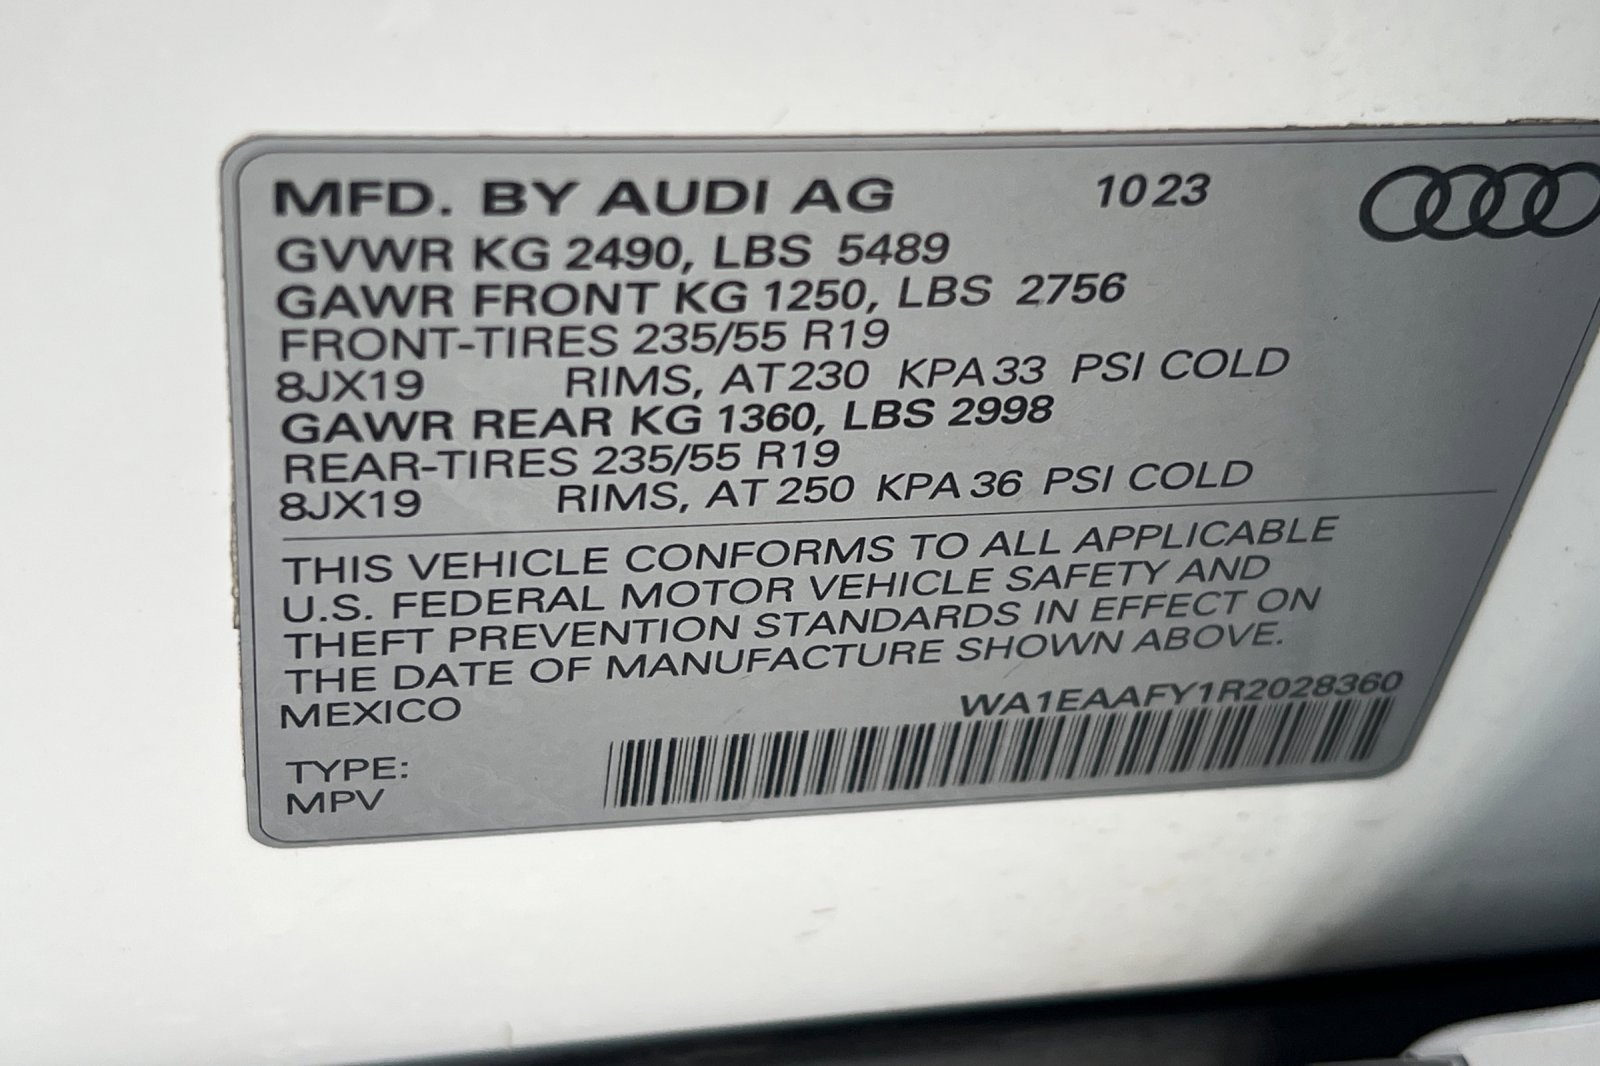 MFD. BY AUDI AG 10 23
GVWR KG 2490, LBS 5489
GAWR FRONT KG 1250, LBS 2756
FRONT-TIRES 235/55 R19
8JX19 RIMS, AT 230 KPA 33 PSI COLD
GAWR REAR KG 1360, LBS 2998
REAR-TIRES 235/55 R19
8JX19 RIMS, AT 250 KPA 36 PSI COLD
THIS VEHICLE CONFORMS TO ALL APPLICABLE
U.S. FEDERAL MOTOR VEHICLE SAFETY AND
THEFT PREVENTION STANDARDS IN EFFECT ON
THE DATE OF MANUFACTURE SHOWN ABOVE.
MEXICO WA1EAAFY1R2028360
TYPE:
MPV